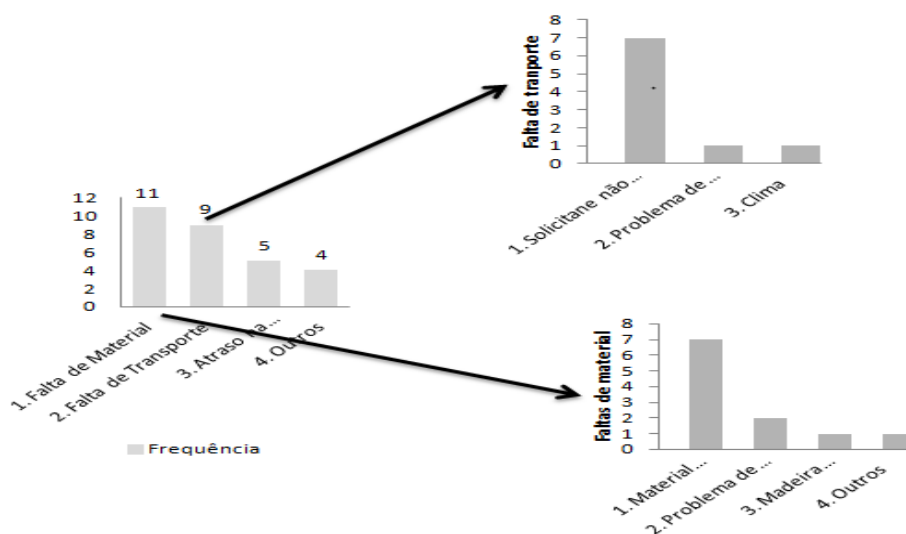 8
7
6
5
4
3
2
1
0
Falta de tranporte
1. Solicitane não...
2. Problema de...
3. Clima
12
10
8
6
4
2
0
11
9
5
4
1. Falta de Material
2. Falta de Transporte
3. Atraso na...
4. Outros
Frequência
8
7
6
5
4
3
2
1
0
Faltas de material
1. Material...
2. Problema de...
3. Madeira...
4. Outros